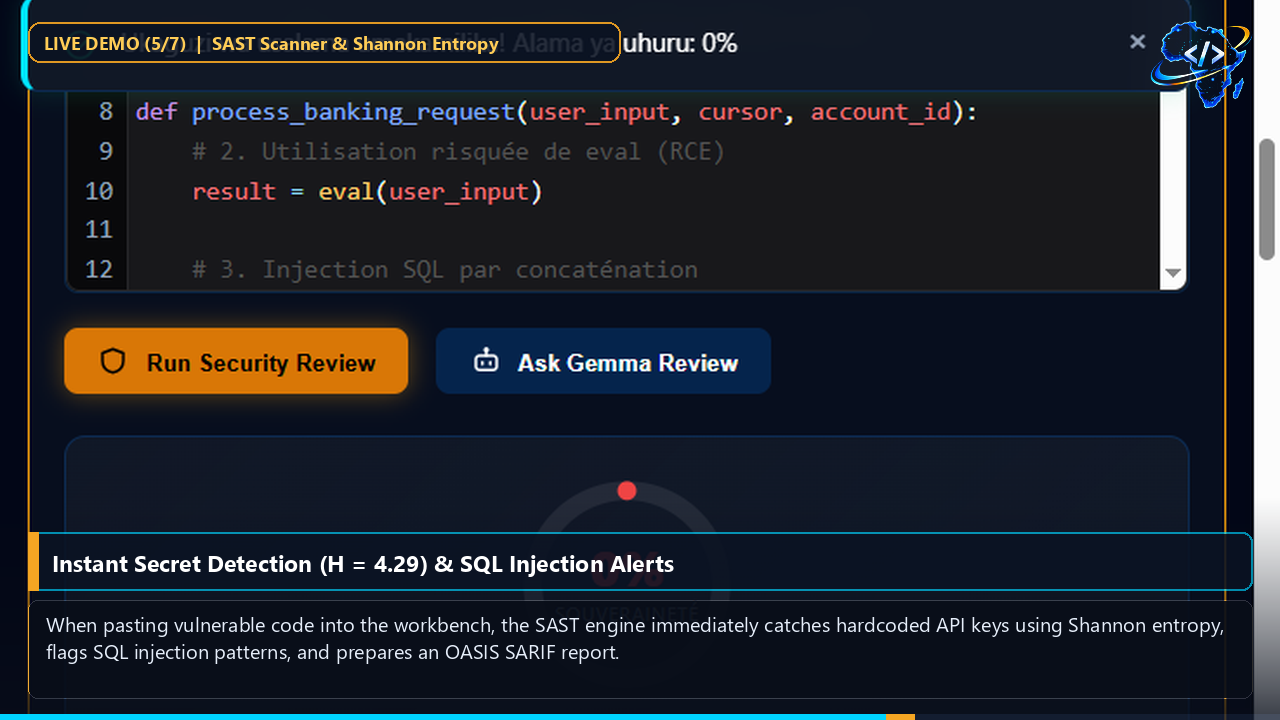 LIVE DEMO (5/7) | SAST Scanner & Shannon Entropy
! Alama ya uhuru: 0%
×
</>
8 def process_banking_request(user_input, cursor, account_id):
9 # 2. Utilisation risquée de eval (RCE)
10 result = eval(user_input)
11
12 # 3. Injection SQL par concaténation
Run Security Review
Ask Gemma Review
0%
Instant Secret Detection (H = 4.29) & SQL Injection Alerts
SOUVERAINETÉ
When pasting vulnerable code into the workbench, the SAST engine immediately catches hardcoded API keys using Shannon entropy,
flags SQL injection patterns, and prepares an OASIS SARIF report.